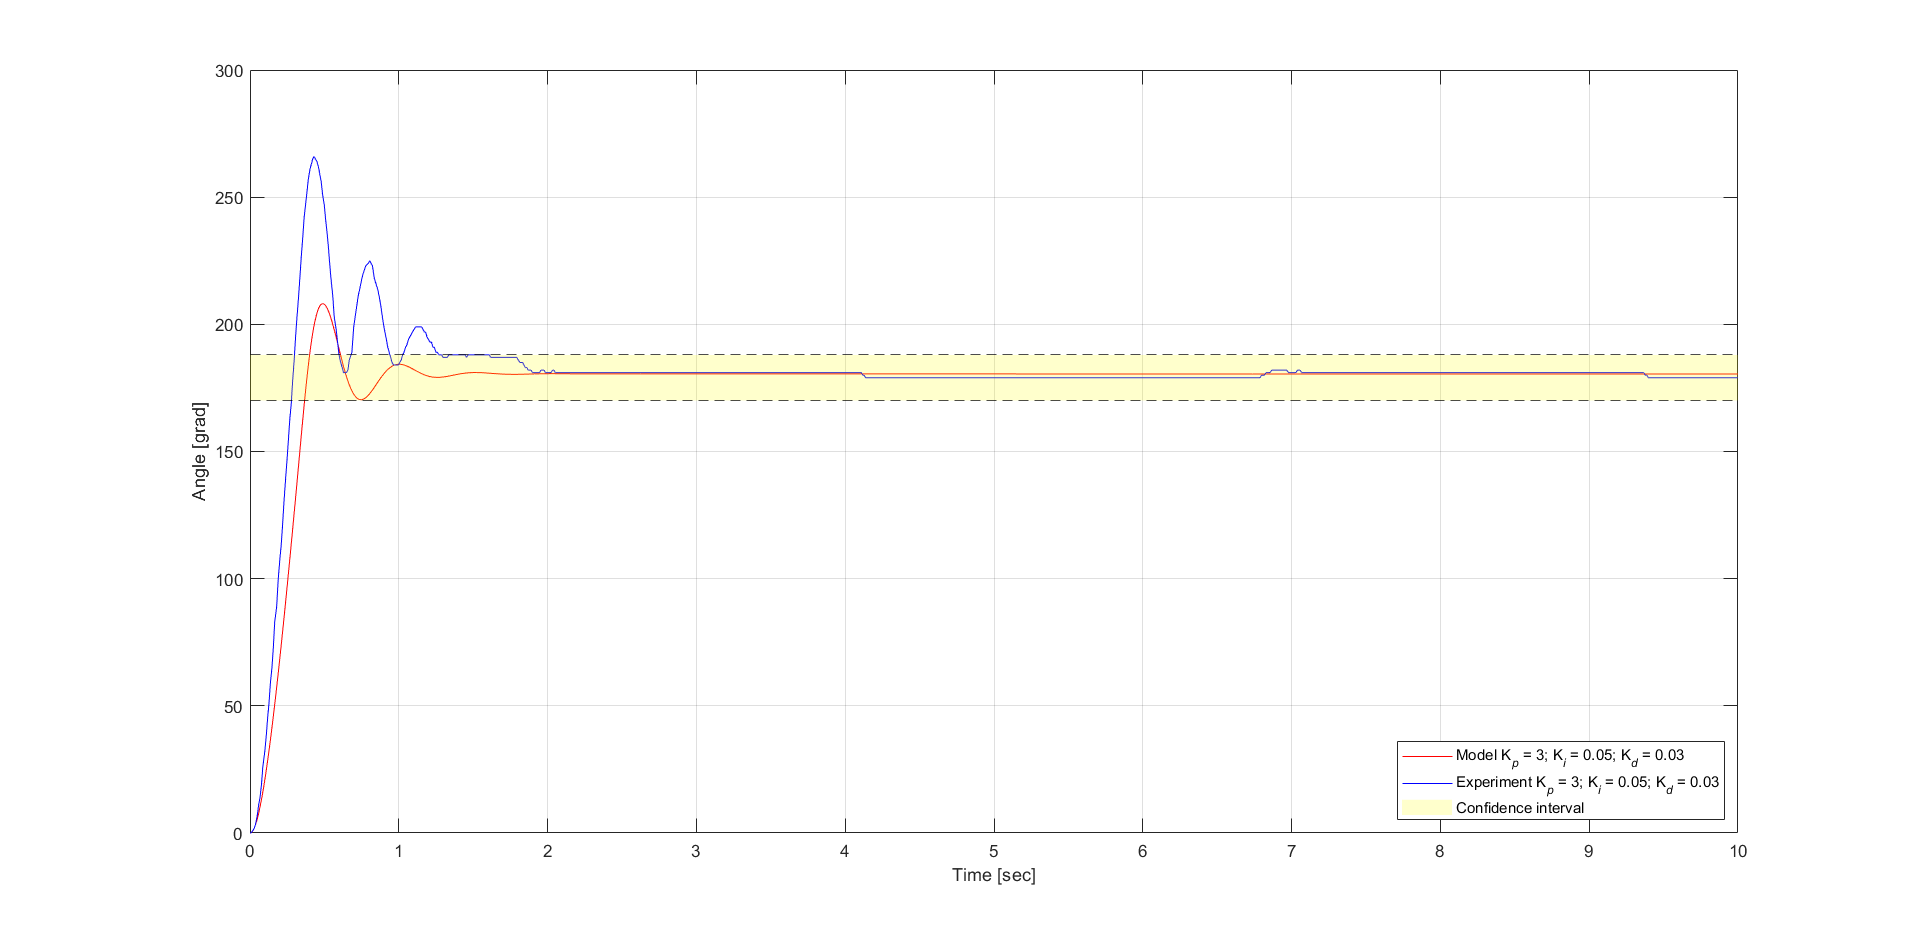 300
250
200
150
100
50
0
Angle [grad]
0 1 2 3 4 5 6 7 8 9 10
Time [sec]
Model K_p = 3; K_i = 0.05; K_d = 0.03
Experiment K_p = 3; K_i = 0.05; K_d = 0.03
Confidence interval